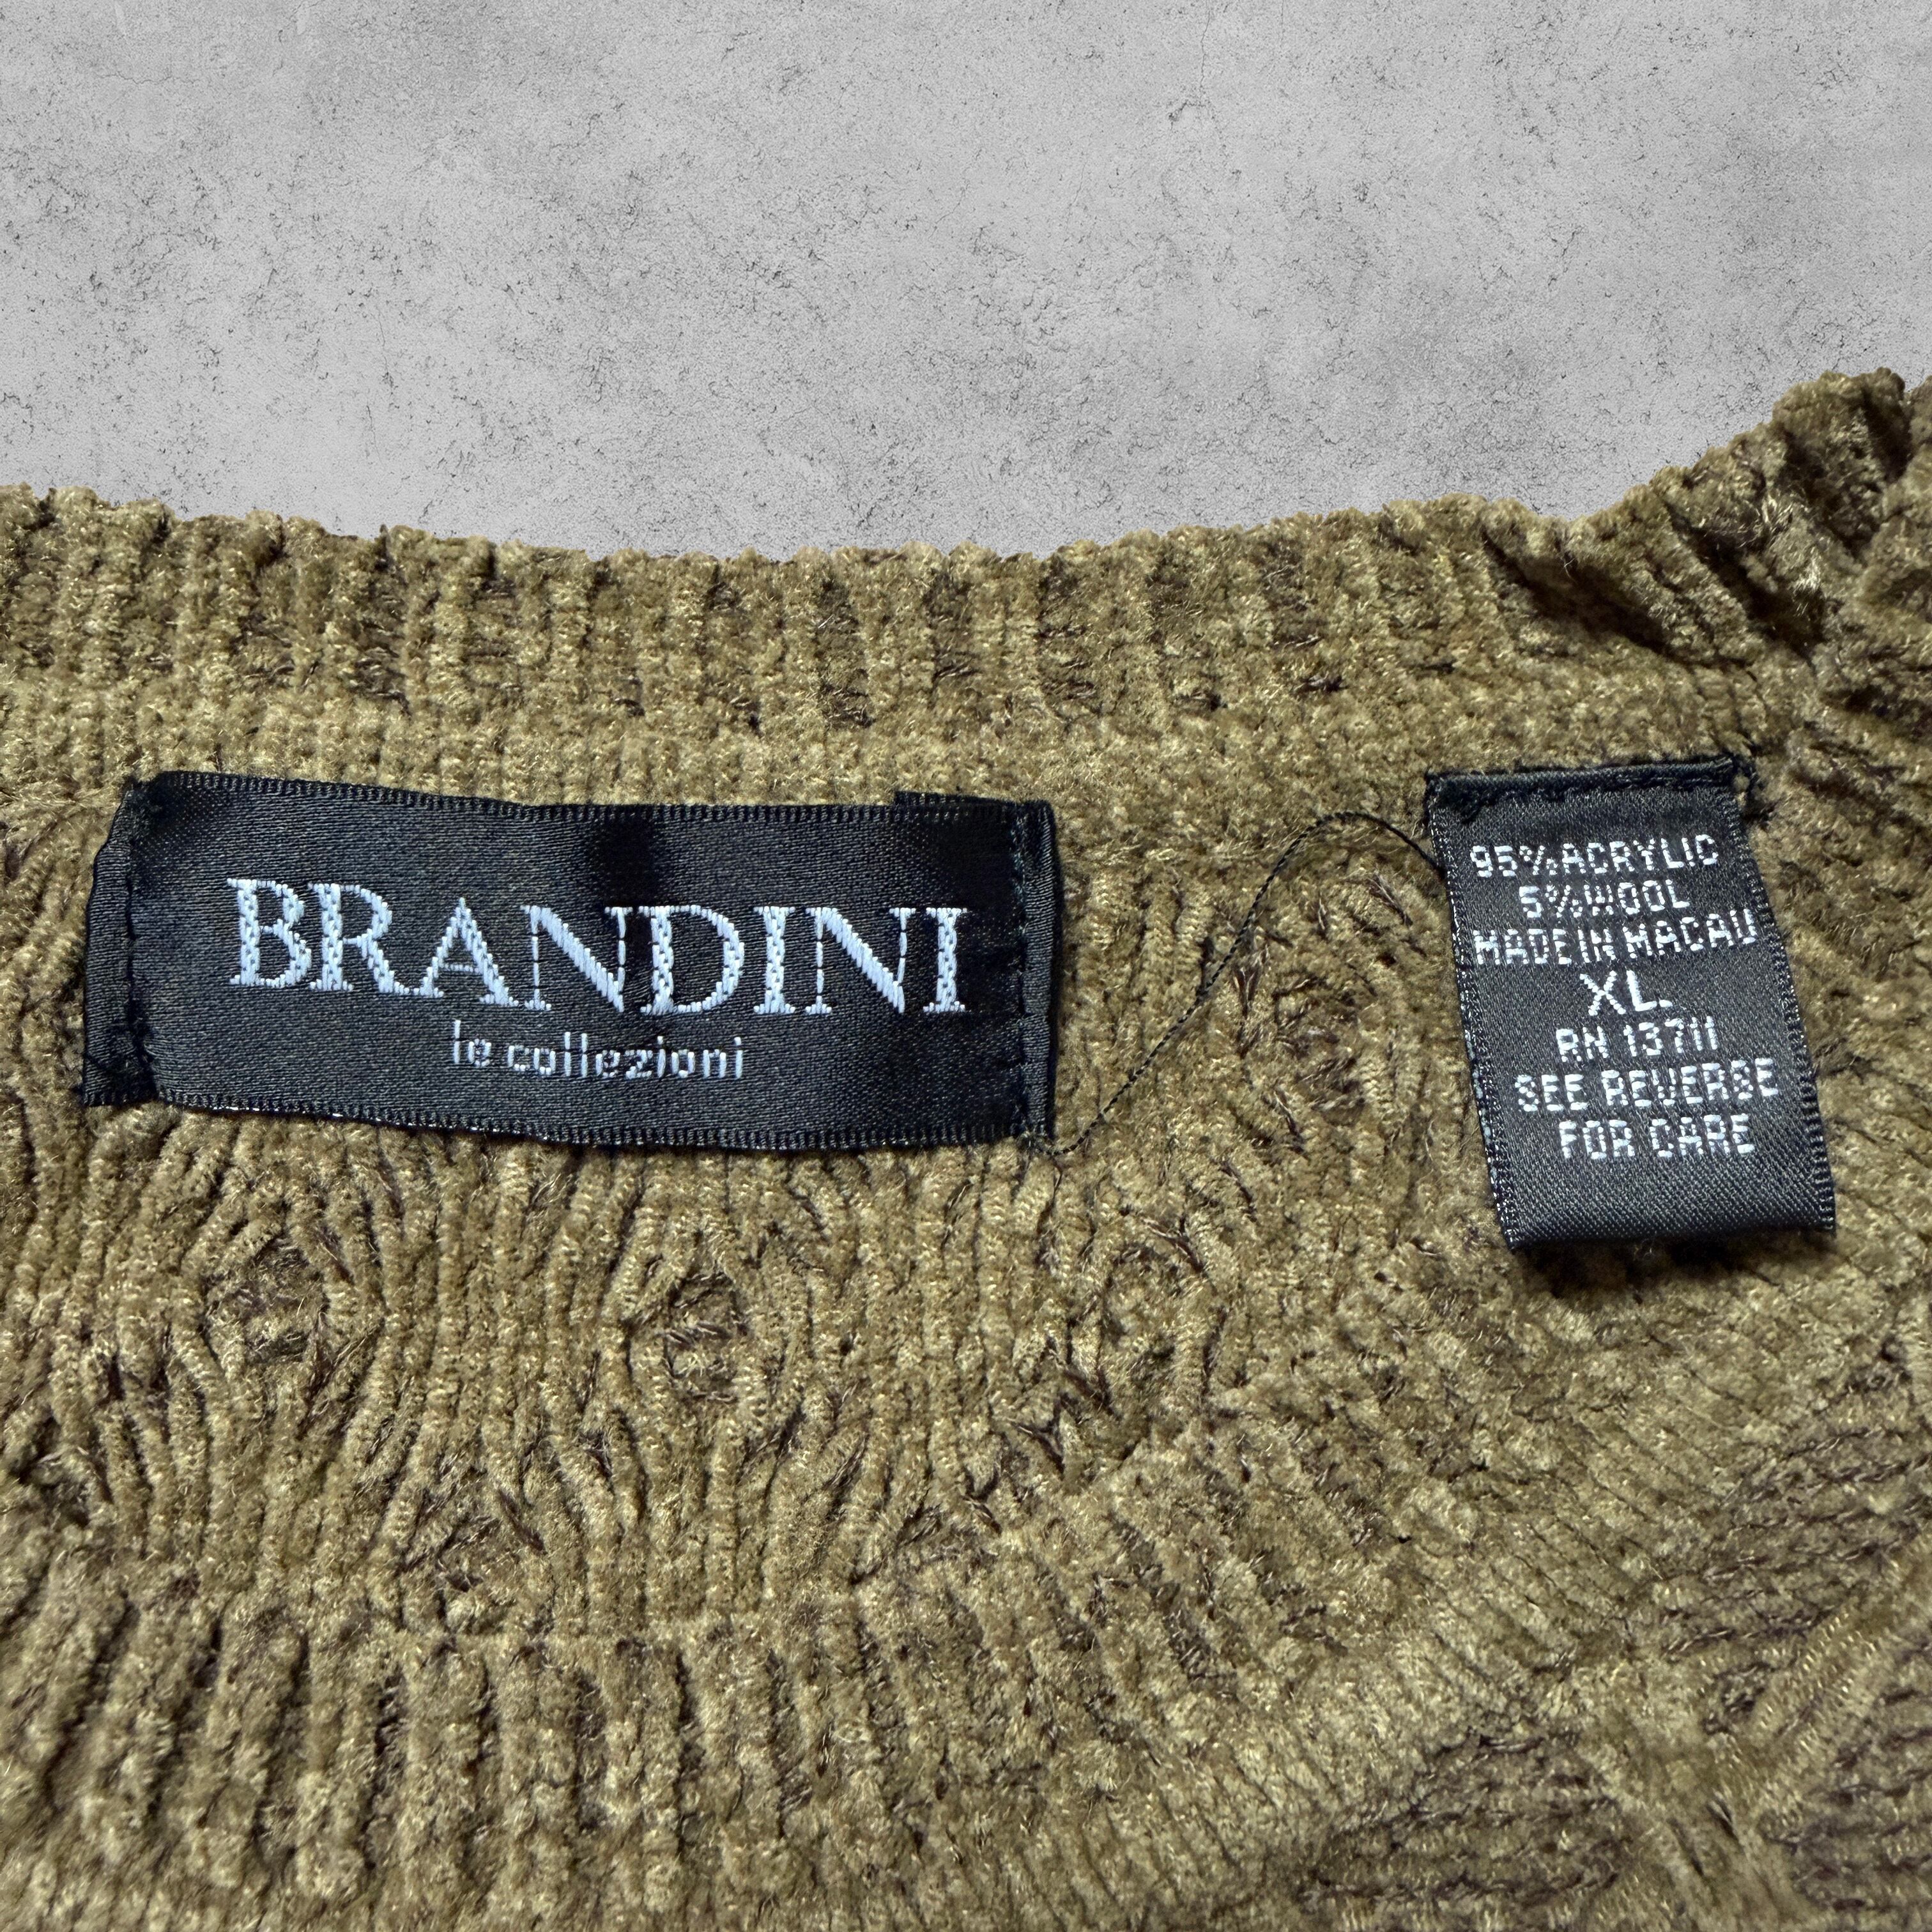 BRANDINI
le collezioni
95% ACRYLIC
5% WOOL
MADE IN MACAU
XL
RN 13711
SEE REVERSE
FOR CARE